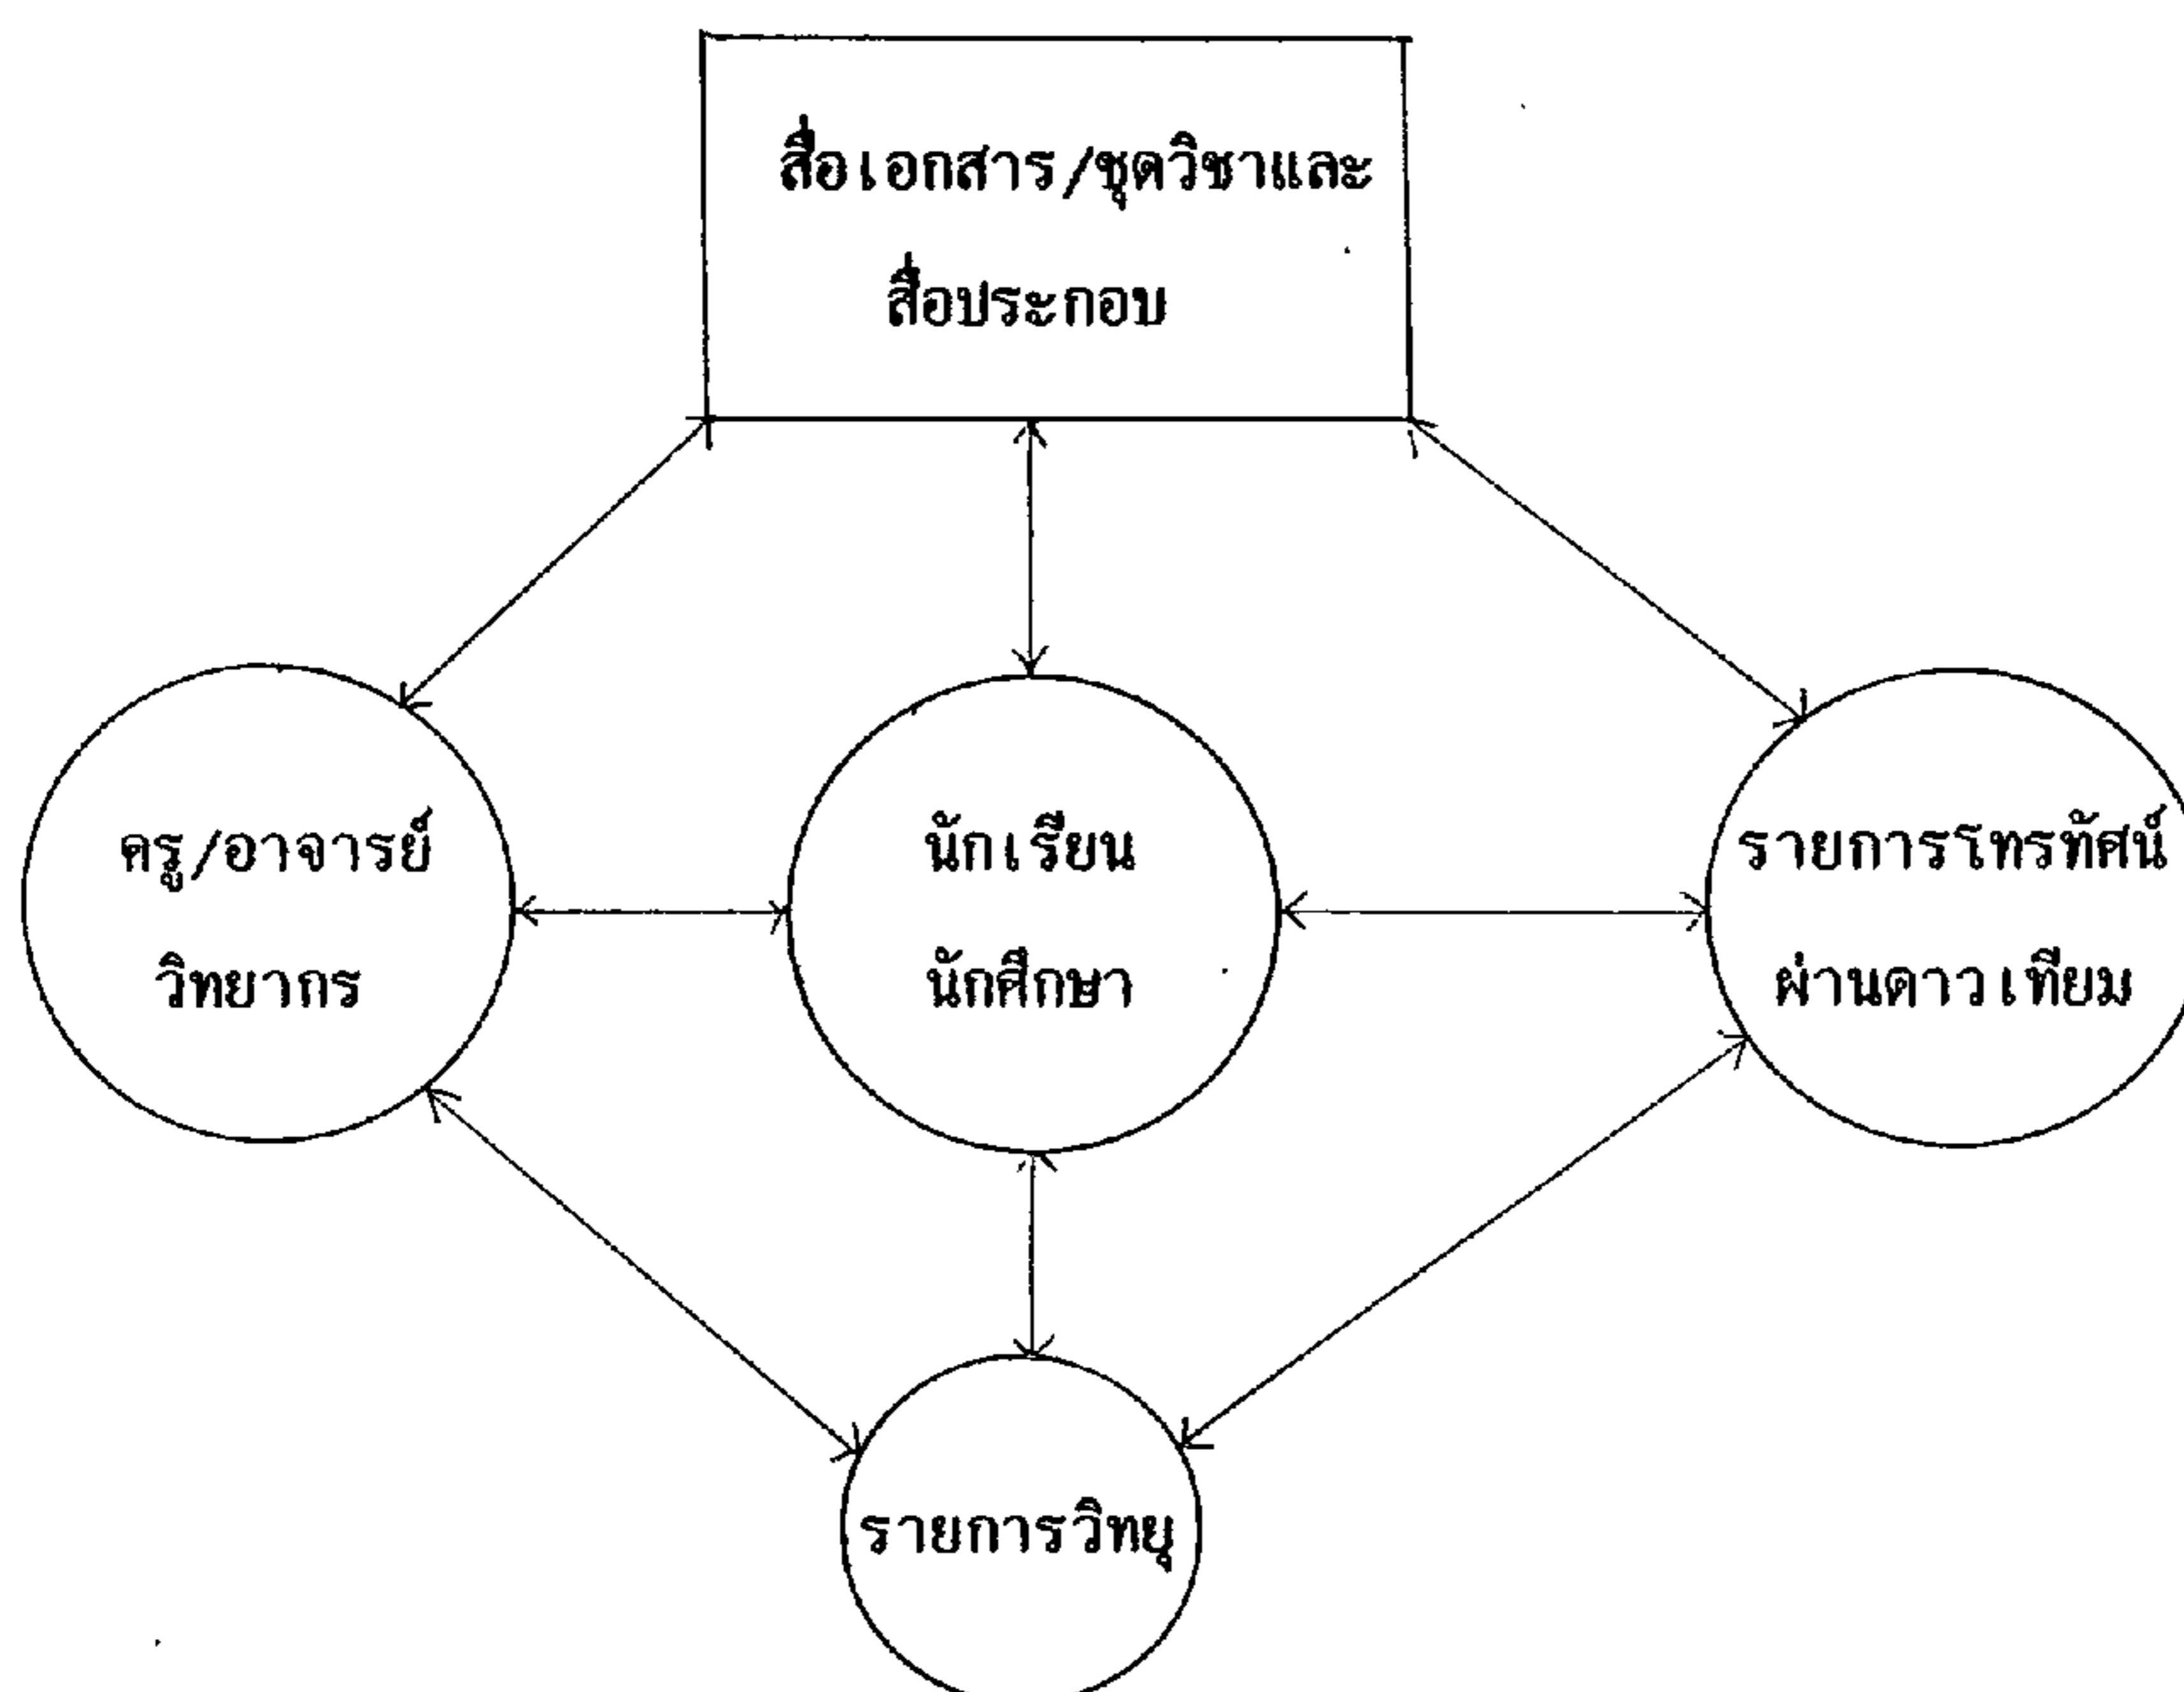 สื่อเอกสาร/ชุดวิชาและ
สื่อประกอบ
ครู/อาจารย์
วิทยากร
นักเรียน
นักศึกษา
รายการโทรทัศน์
ผ่านดาวเทียม
รายการวิทยุ